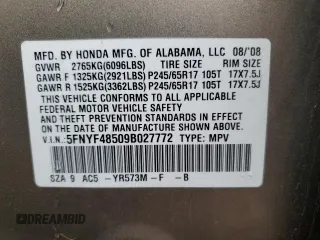 MFD. BY HONDA MFG. OF ALABAMA, LLC 08/'08
GVWR 2765KG(6096LBS) TIRE SIZE RIM SIZE
GAWR F 1325KG(2921LBS) P245/65R17 105T 17X7.5J
GAWR R 1525KG(3362LBS) P245/65R17 105T 17X7.5J
THIS VEHICLE CONFORMS TO ALL APPLICABLE
FEDERAL MOTOR VEHICLE SAFETY, BUMPER, AND
THEFT PREVENTION STANDARDS IN EFFECT ON THE
DATE OF MANUFACTURE SHOWN ABOVE.
V.I.N.: 5FNYF48509B027772 TYPE: MPV
SZA 9 AC5 -YR573M-F -B
DREAMBID